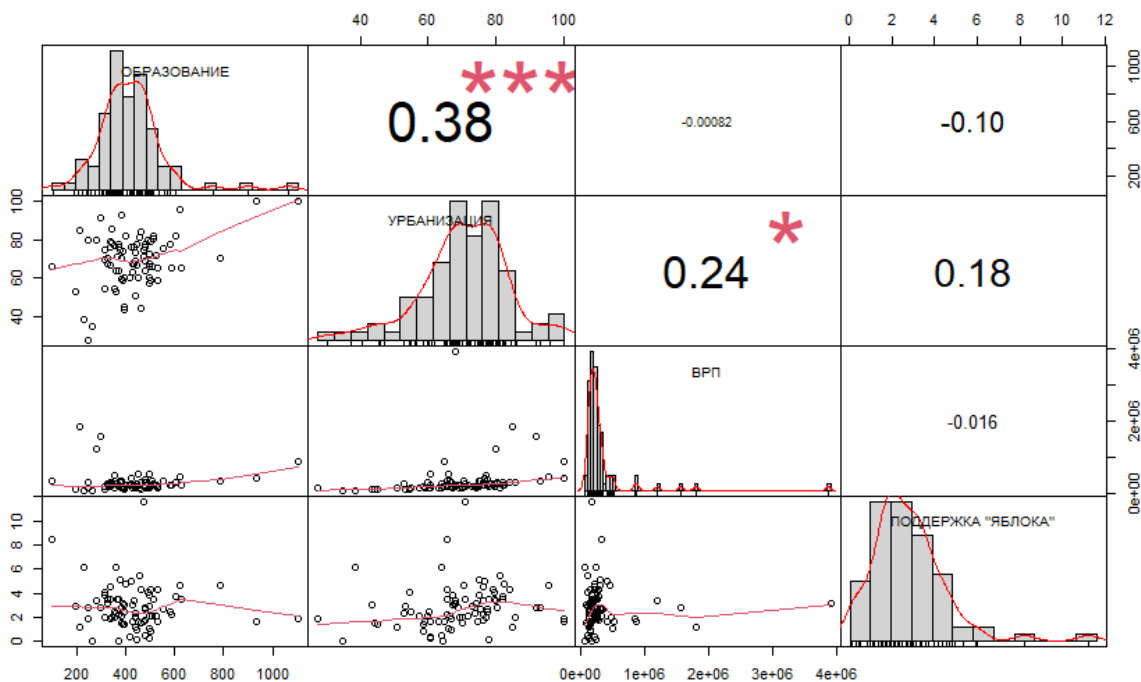 40 60 80 100 0 2 4 6 8 10 12
ОБРАЗОВАНИЕ
***
0.38
-0.00082
-0.10
200 600 1000
40 60 80 100
УРБАНИЗАЦИЯ
*
0.24
0.18
ВРП
-0.016
0e+00 2e+06 4e+06
0 2 4 6 8 10
ПОДДЕРЖКА "ЯБЛОКА"
200 400 600 800 1000 0e+00 1e+06 2e+06 3e+06 4e+06